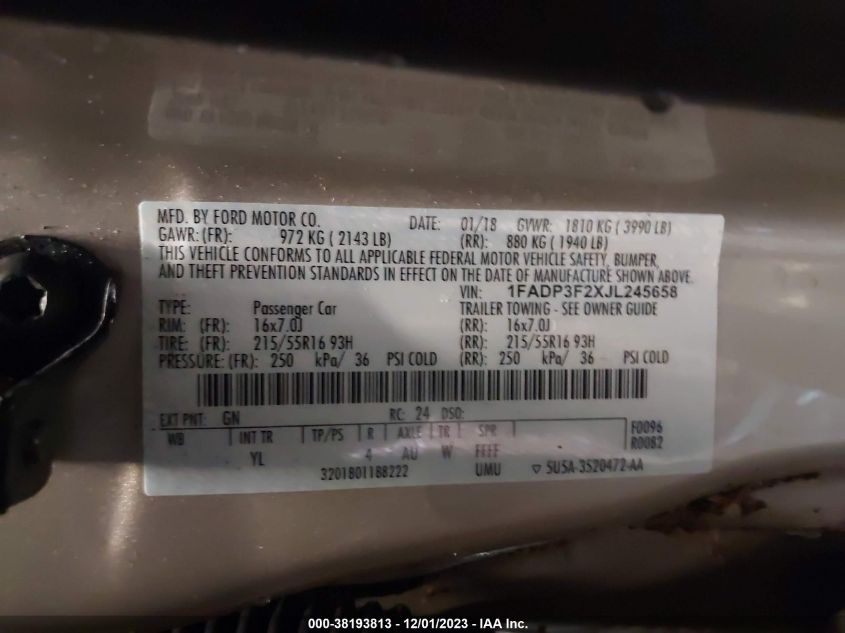 MFD. BY FORD MOTOR CO. DATE: 01/18 GVWR: 1810 KG ( 3990 LB)
GAWR: (FR): 972 KG ( 2143 LB) (RR): 880 KG ( 1940 LB)
THIS VEHICLE CONFORMS TO ALL APPLICABLE FEDERAL MOTOR VEHICLE SAFETY, BUMPER,
AND THEFT PREVENTION STANDARDS IN EFFECT ON THE DATE OF MANUFACTURE SHOWN ABOVE.
VIN: 1FADP3F2XJL245658
TYPE: Passenger Car TRAILER TOWING - SEE OWNER GUIDE
RIM: (FR): 16x7.0J (RR): 16x7.0J
TIRE: (FR): 215/55R16 93H (RR): 215/55R16 93H
PRESSURE: (FR): 250 kPa/ 36 PSI COLD (RR): 250 kPa/ 36 PSI COLD
EXT PNT: GN RC: 24 DSO: F0096
WB INT TR TP/PS R AXLE TR SPR R0082
YL 4 AU W FFFF
3201801188222 UMU ▽ 5U5A-3520472-AA
000-38193813 - 12/01/2023 - IAA Inc.